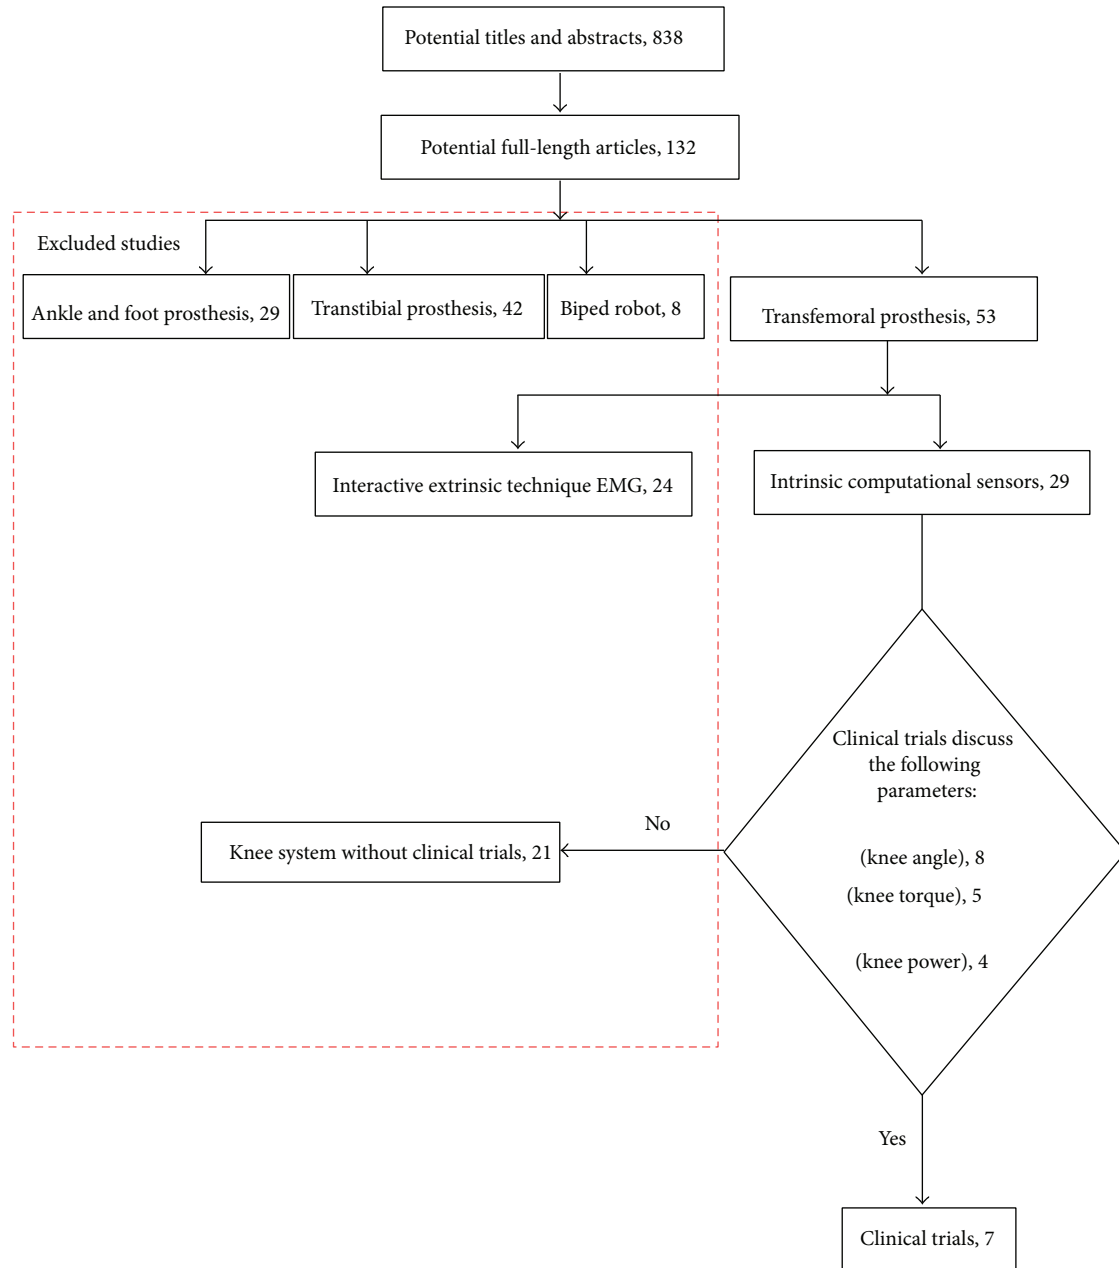 Potential titles and abstracts, 838
Potential full-length articles, 132
Excluded studies
Ankle and foot prosthesis, 29
Transtibial prosthesis, 42
Biped robot, 8
Transfemoral prosthesis, 53
Interactive extrinsic technique EMG, 24
Intrinsic computational sensors, 29
Clinical trials discuss
the following
parameters:
(knee angle), 8
(knee torque), 5
(knee power), 4
No
Knee system without clinical trials, 21
Yes
Clinical trials, 7